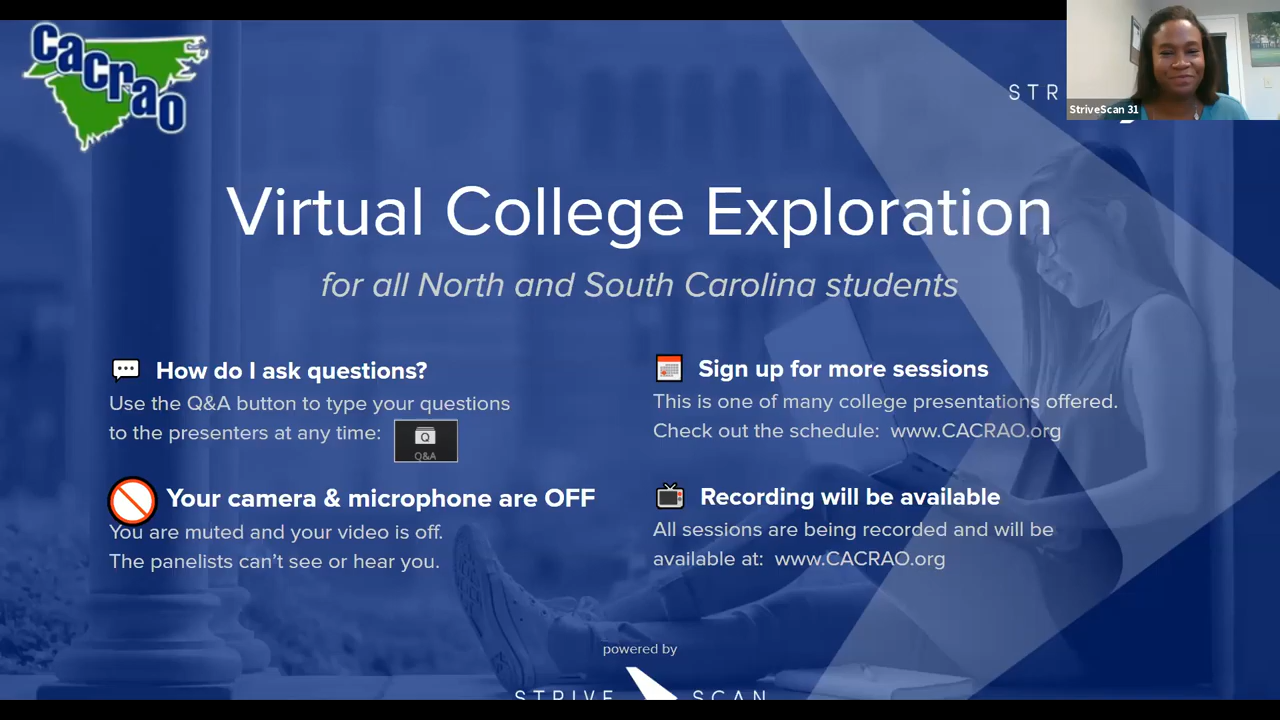 cacrao
STR
StriveScan 31
Virtual College Exploration
for all North and South Carolina students
How do I ask questions?
Use the Q&A button to type your questions
to the presenters at any time:
Q
Q&A
Your camera & microphone are OFF
You are muted and your video is off.
The panelists can’t see or hear you.
Sign up for more sessions
This is one of many college presentations offered.
Check out the schedule: www.CACRAO.org
Recording will be available
All sessions are being recorded and will be
available at: www.CACRAO.org
powered by
STRIVE SCAN